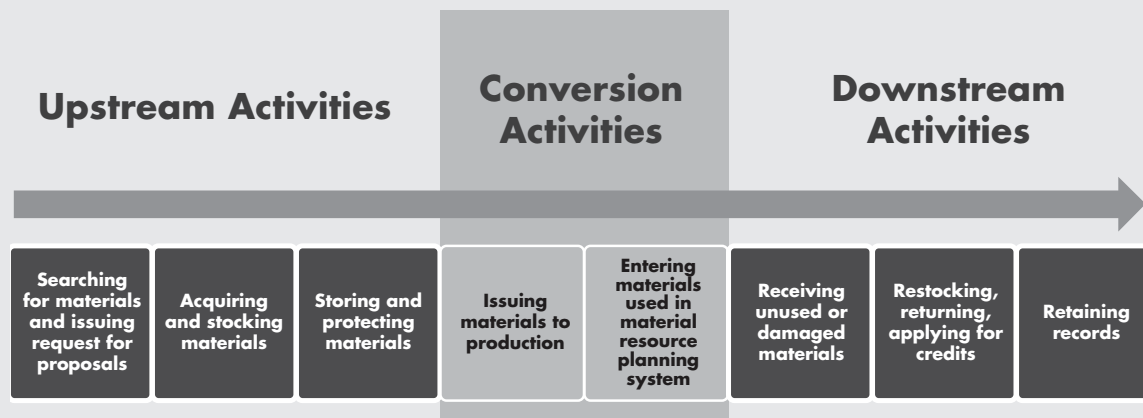 Upstream Activities
Conversion
Activities
Downstream
Activities
Searching
for materials
and issuing
request for
proposals
Acquiring
and stocking
materials
Storing and
protecting
materials
Issuing
materials to
production
Entering
materials
used in
material
resource
planning
system
Receiving
unused or
damaged
materials
Restocking,
returning,
applying for
credits
Retaining
records